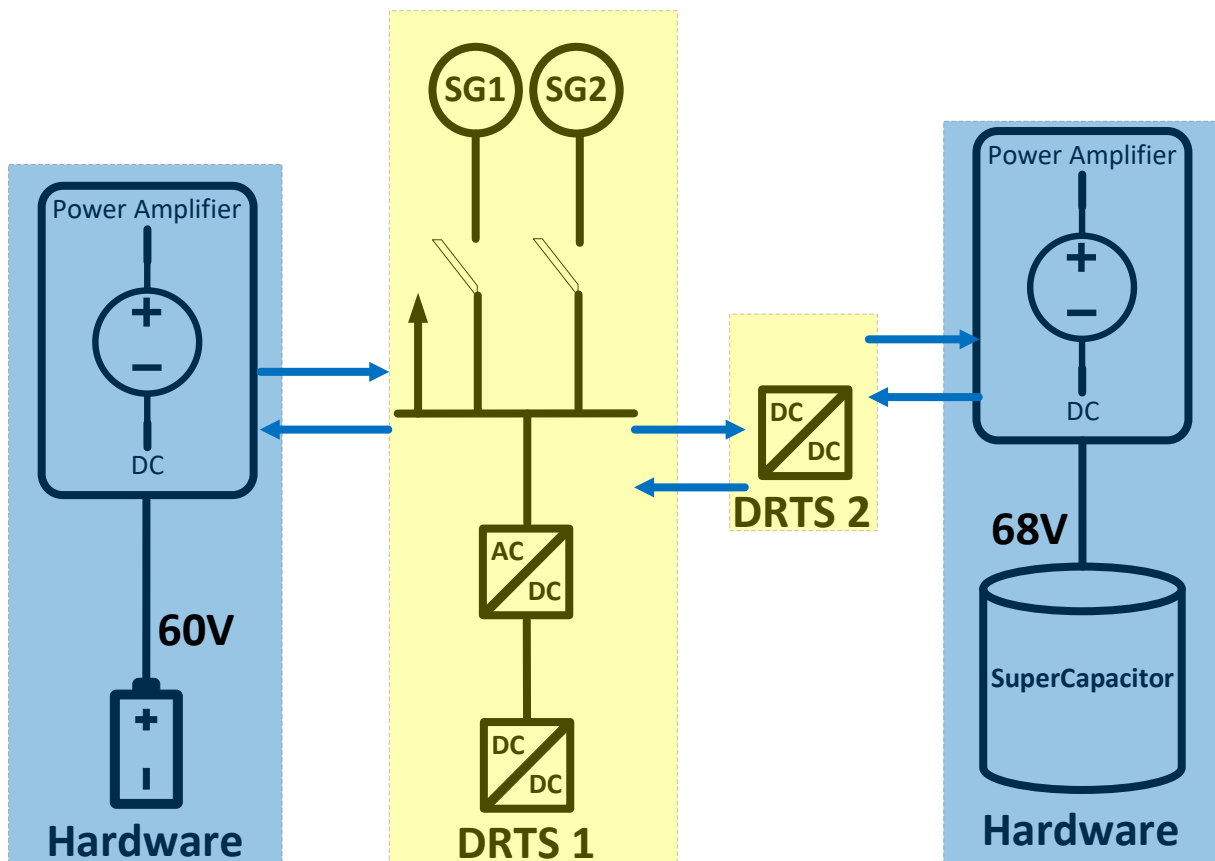 SG1
SG2
Power Amplifier
+
−
DC
60V
+
−
Hardware
AC
DC
DC
DC
DRTS 1
DC
DC
DRTS 2
Power Amplifier
+
−
DC
68V
SuperCapacitor
Hardware